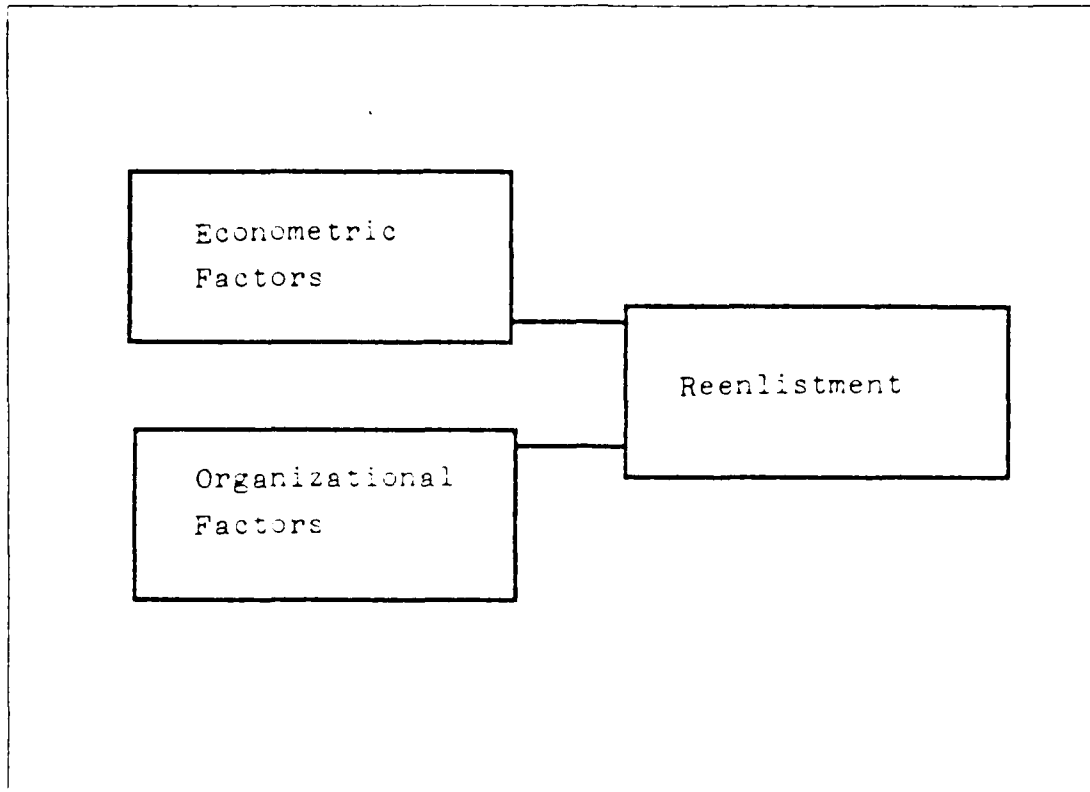 Econometric
Factors
Reenlistment
Organizational
Factors